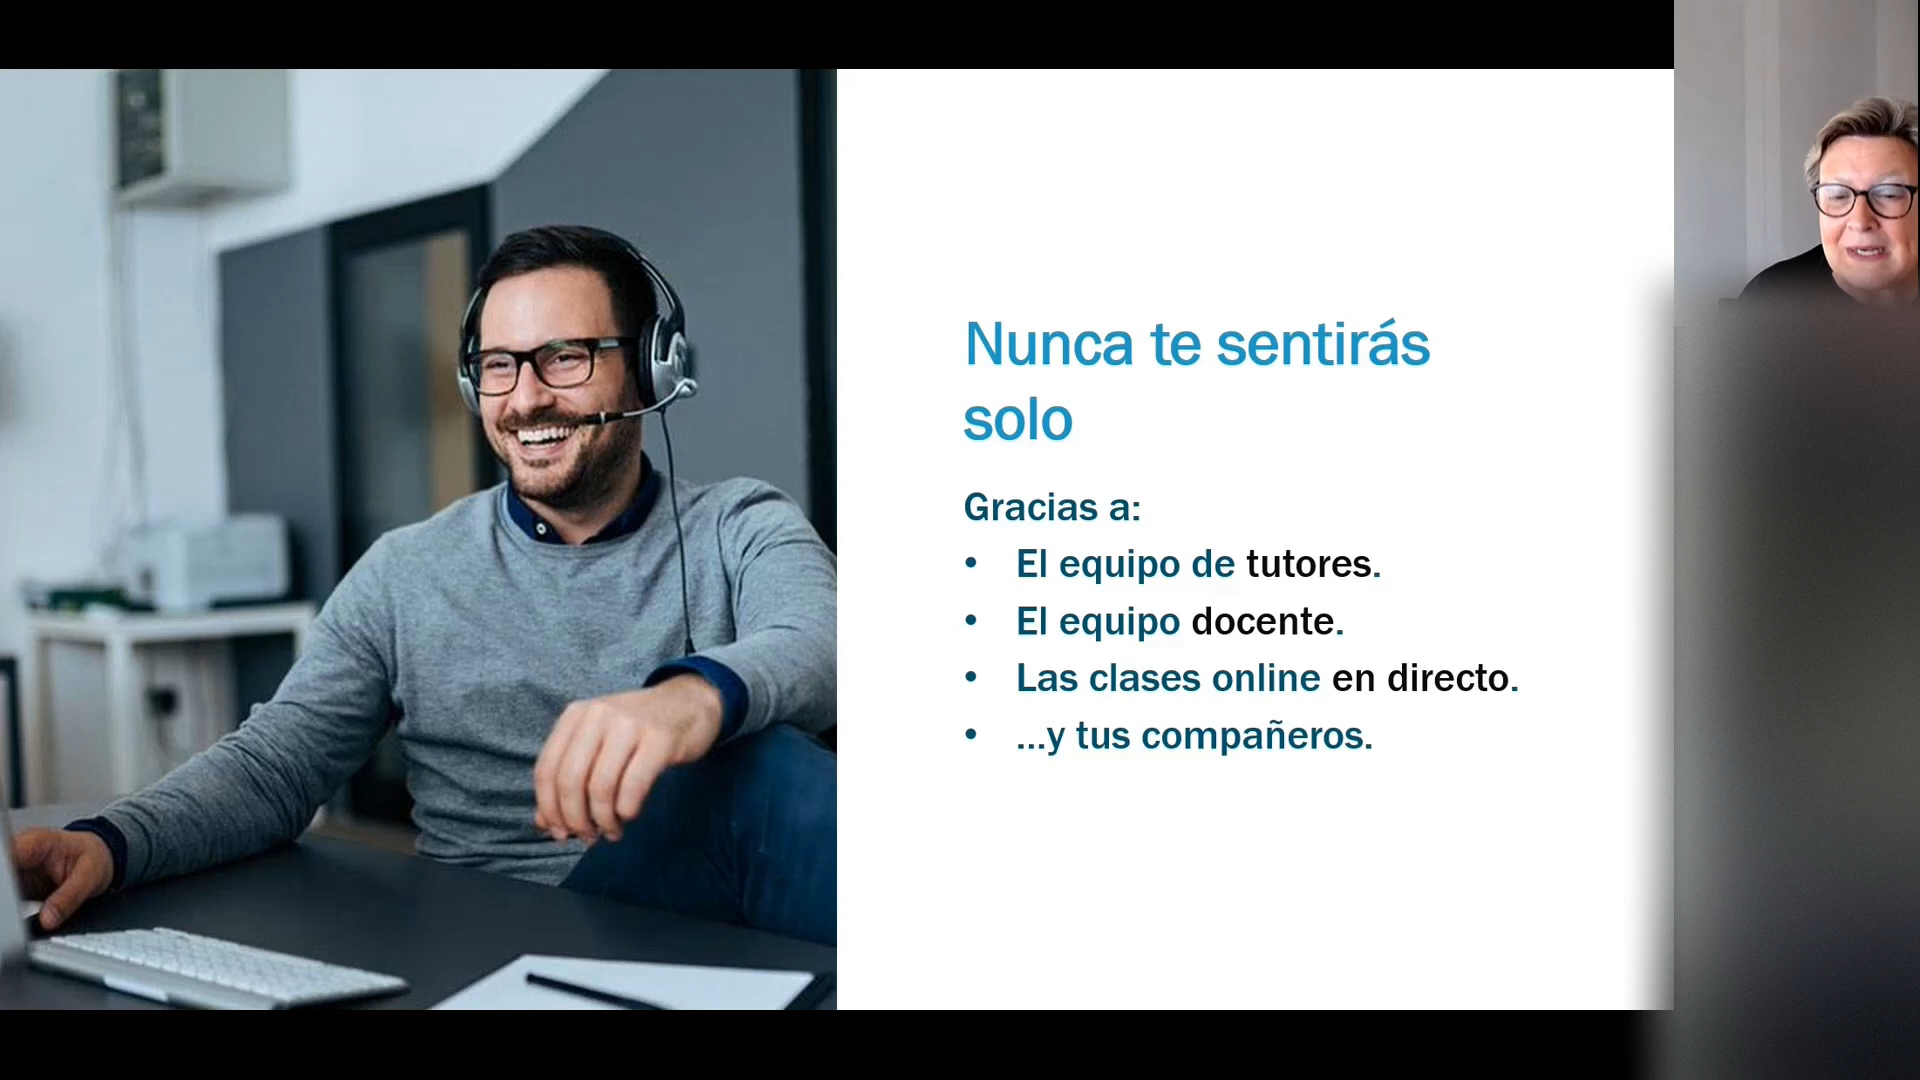 Nunca te sentirás
solo
Gracias a:
• El equipo de tutores.
• El equipo docente.
• Las clases online en directo.
• ...y tus compañeros.